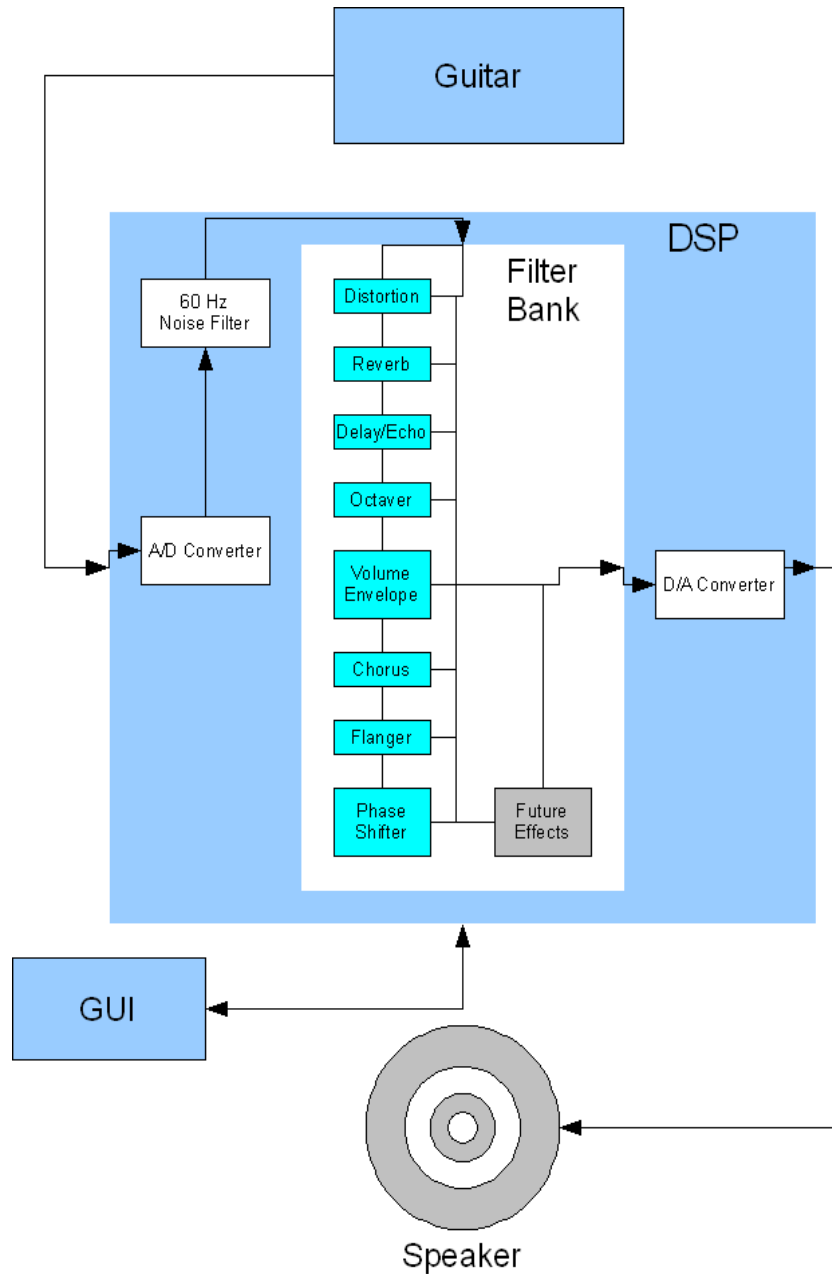 Guitar
DSP
Filter
Bank
60 Hz
Noise Filter
Distortion
Reverb
Delay/Echo
Octaver
A/D Converter
Volume
Envelope
D/A Converter
Chorus
Flanger
Phase
Shifter
Future
Effects
GUI
Speaker